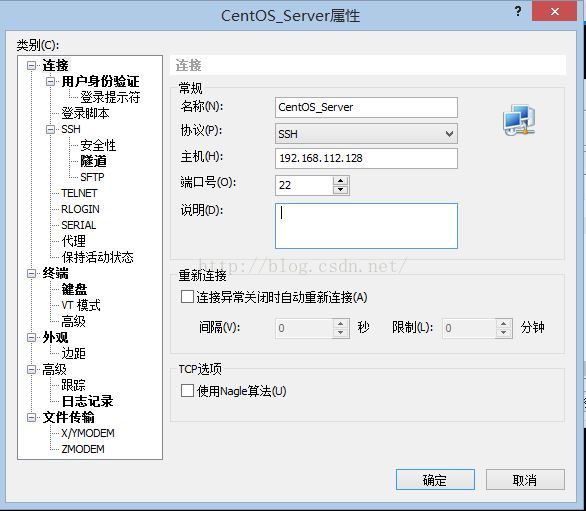 CentOS_Server属性
?
类别(C):
连接
用户身份验证
登录提示符
登录脚本
SSH
安全性
隧道
SFTP
TELNET
RLOGIN
SERIAL
代理
保持活动状态
终端
键盘
VT 模式
高级
外观
边距
高级
跟踪
日志记录
文件传输
X/YMODEM
ZMODEM
连接
常规
名称(N): CentOS_Server
协议(P): SSH
主机(H): 192.168.112.128
端口号(O): 22
说明(D):
http://blog.csdn.net/
重新连接
连接异常关闭时自动重新连接(A)
间隔(V): 0 秒 限制(L): 0 分钟
TCP选项
使用Nagle算法(U)
确定 取消